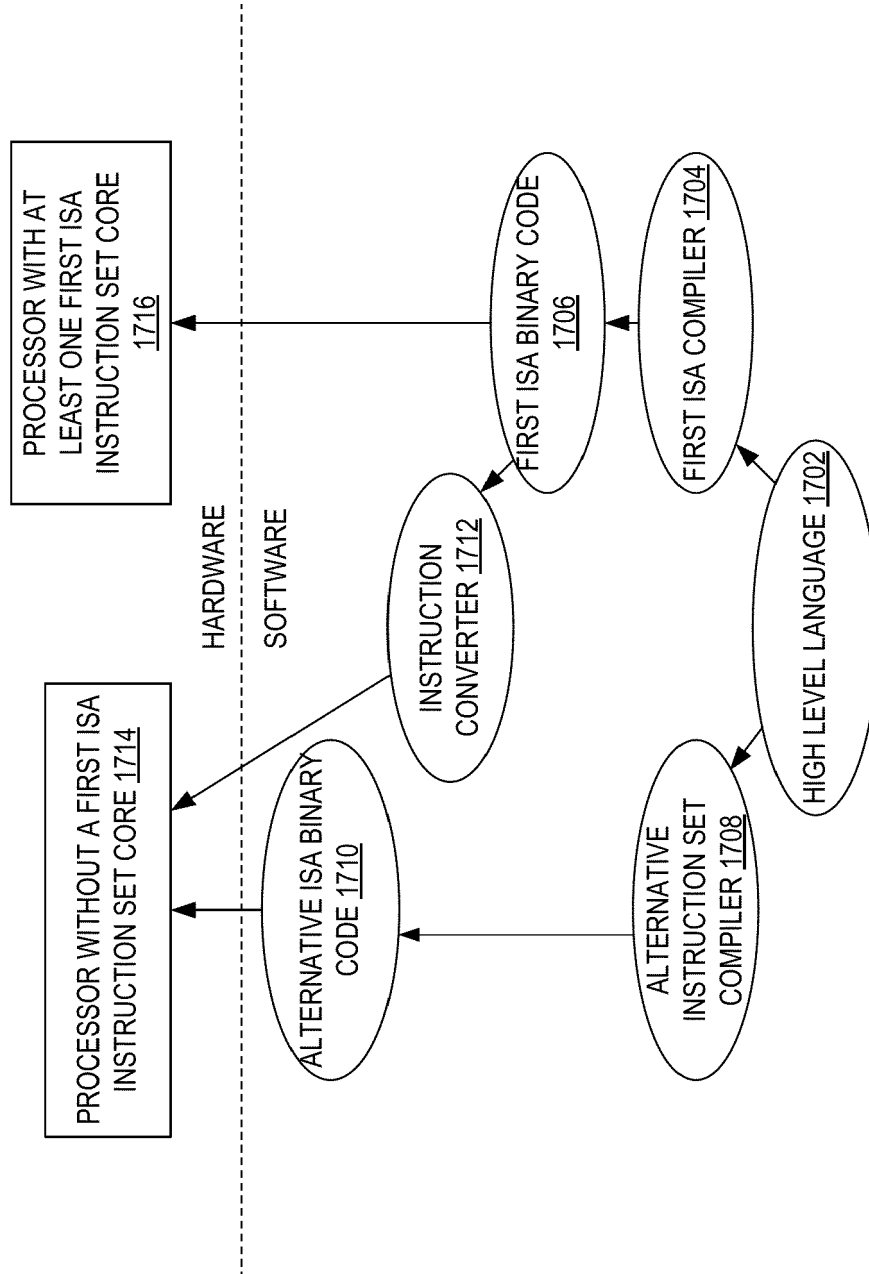 PROCESSOR WITHOUT A FIRST ISA
INSTRUCTION SET CORE 1714
PROCESSOR WITH AT
LEAST ONE FIRST ISA
INSTRUCTION SET CORE
1716
HARDWARE
SOFTWARE
ALTERNATIVE ISA BINARY
CODE 1710
INSTRUCTION
CONVERTER 1712
FIRST ISA BINARY CODE
1706
ALTERNATIVE
INSTRUCTION SET
COMPILER 1708
FIRST ISA COMPILER 1704
HIGH LEVEL LANGUAGE 1702